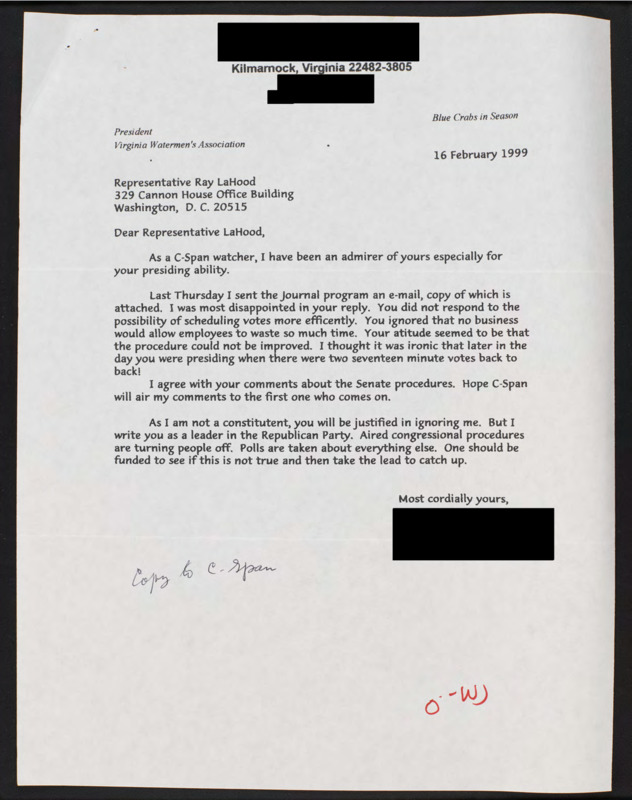 Kilmarnock, Virginia 22482-3805
Blue Crabs in Season
President
Virginia Watermen's Association
16 February 1999
Representative Ray LaHood
329 Cannon House Office Building
Washington, D. C. 20515
Dear Representative LaHood,
As a C-Span watcher, I have been an admirer of yours especially for
your presiding ability.
Last Thursday I sent the Journal program an e-mail, copy of which is
attached. I was most disappointed in your reply. You did not respond to the
possibility of scheduling votes more efficently. You ignored that no business
would allow employees to waste so much time. Your atitude seemed to be that
the procedure could not be improved. I thought it was ironic that later in the
day you were presiding when there were two seventeen minute votes back to
back!
I agree with your comments about the Senate procedures. Hope C-Span
will air my comments to the first one who comes on.
As I am not a constitutent, you will be justified in ignoring me. But I
write you as a leader in the Republican Party. Aired congressional procedures
are turning people off. Polls are taken about everything else. One should be
funded to see if this is not true and then take the lead to catch up.
Most cordially yours,
Copy to C-Span